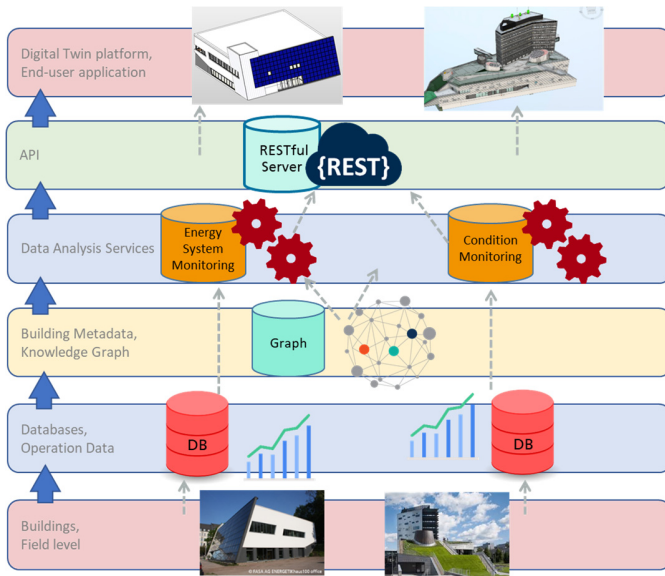 Digital Twin platform,
End-user application
API
RESTful
Server
{REST}
Data Analysis Services
Energy
System
Monitoring
Condition
Monitoring
Building Metadata,
Knowledge Graph
Graph
Databases,
Operation Data
DB
DB
Buildings,
Field level